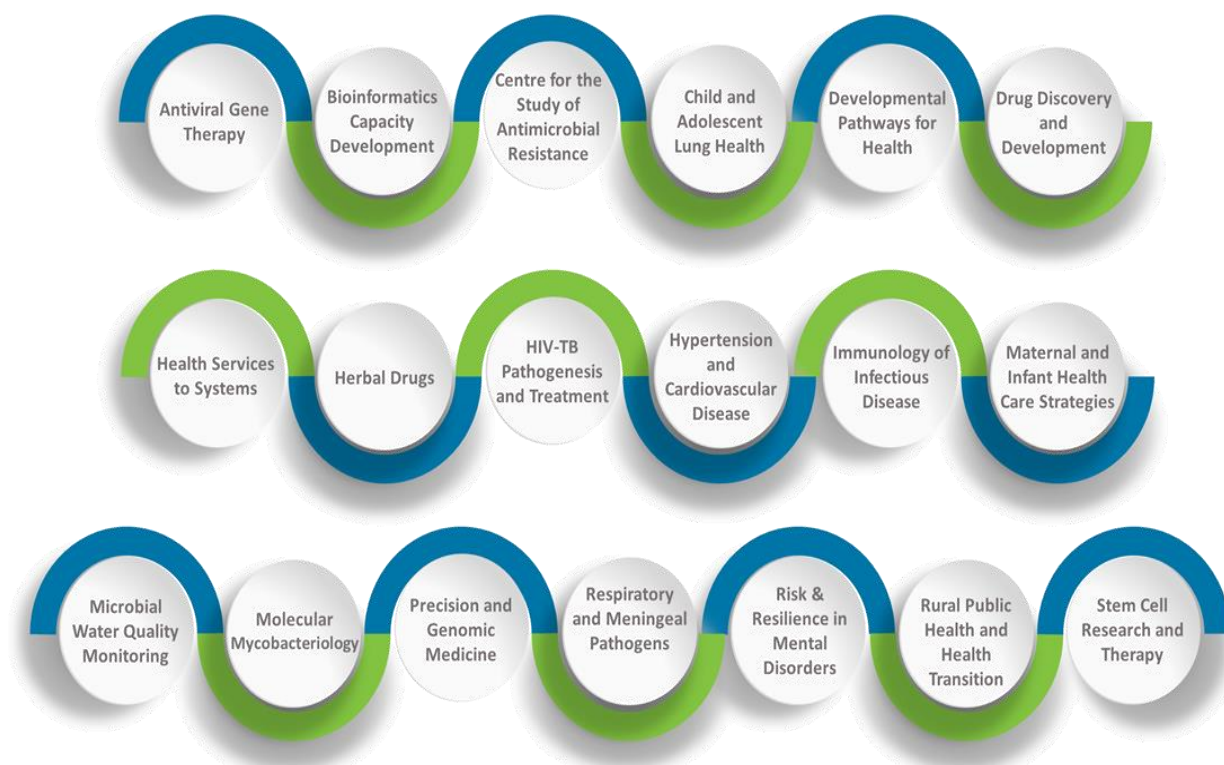 Antiviral Gene
Therapy
Bioinformatics
Capacity
Development
Centre for the
Study of
Antimicrobial
Resistance
Child and
Adolescent
Lung Health
Developmental
Pathways for
Health
Drug Discovery
and
Development
Health Services
to Systems
Herbal Drugs
HIV-TB
Pathogenesis
and Treatment
Hypertension
and
Cardiovascular
Disease
Immunology of
Infectious
Disease
Maternal and
Infant Health
Care Strategies
Microbial
Water Quality
Monitoring
Molecular
Mycobacteriology
Precision and
Genomic
Medicine
Respiratory
and Meningeal
Pathogens
Risk &
Resilience in
Mental
Disorders
Rural Public
Health and
Health
Transition
Stem Cell
Research and
Therapy